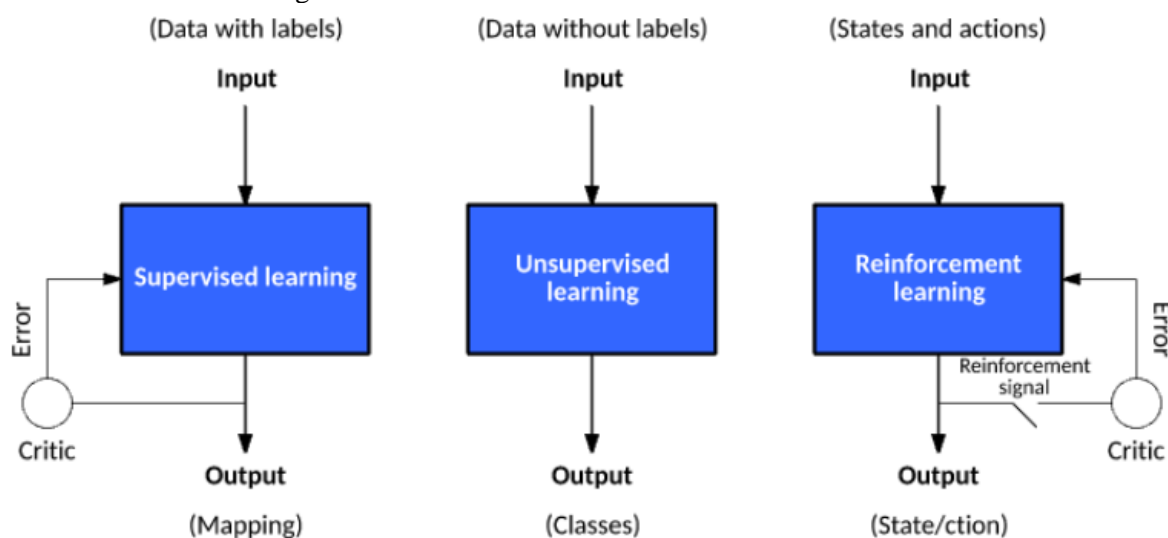 (Data with labels)
Input
Supervised learning
Error
Critic
Output
(Mapping)
(Data without labels)
Input
Unsupervised
learning
Output
(Classes)
(States and actions)
Input
Reinforcement
learning
Reinforcement
signal
Error
Critic
Output
(State/ction)